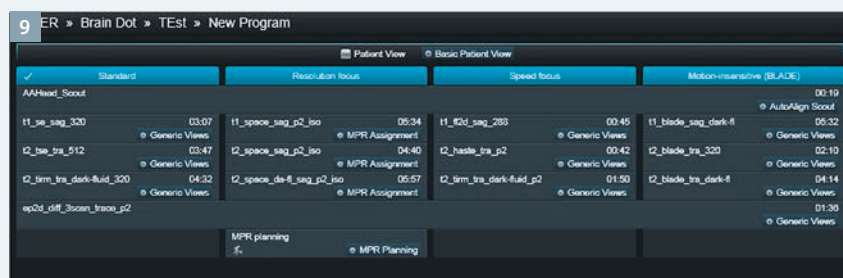 9
ER » Brain Dot » TEst » New Program
Patient View Basic Patient View
Standard Resolution focus Speed focus Motion-insensitive (BLADE)
AAHead_Scout 00:19
AutoAlign Scout
t1_se_sag_320 03:07 t1_space_sag_p2_iso 05:34 t1_fl2d_sag_288 00:45 t1_blade_sag_dark-fl 05:32
Generic Views MPR Assignment Generic Views Generic Views
t2_tse_tra_512 03:47 t2_space_sag_p2_iso 04:40 t2_haste_tra_p2 00:42 t2_blade_tra_320 02:10
Generic Views MPR Assignment Generic Views Generic Views
t2_tirm_tra_dark-fluid_320 04:32 t2_space_da-fl_sag_p2_iso 05:57 t2_tirm_tra_dark-fluid_p2 01:50 t2_blade_tra_dark-fl 04:14
Generic Views MPR Assignment Generic Views Generic Views
ep2d_diff_3scan_trace_p2 01:36
Generic Views
MPR planning
MPR Planning